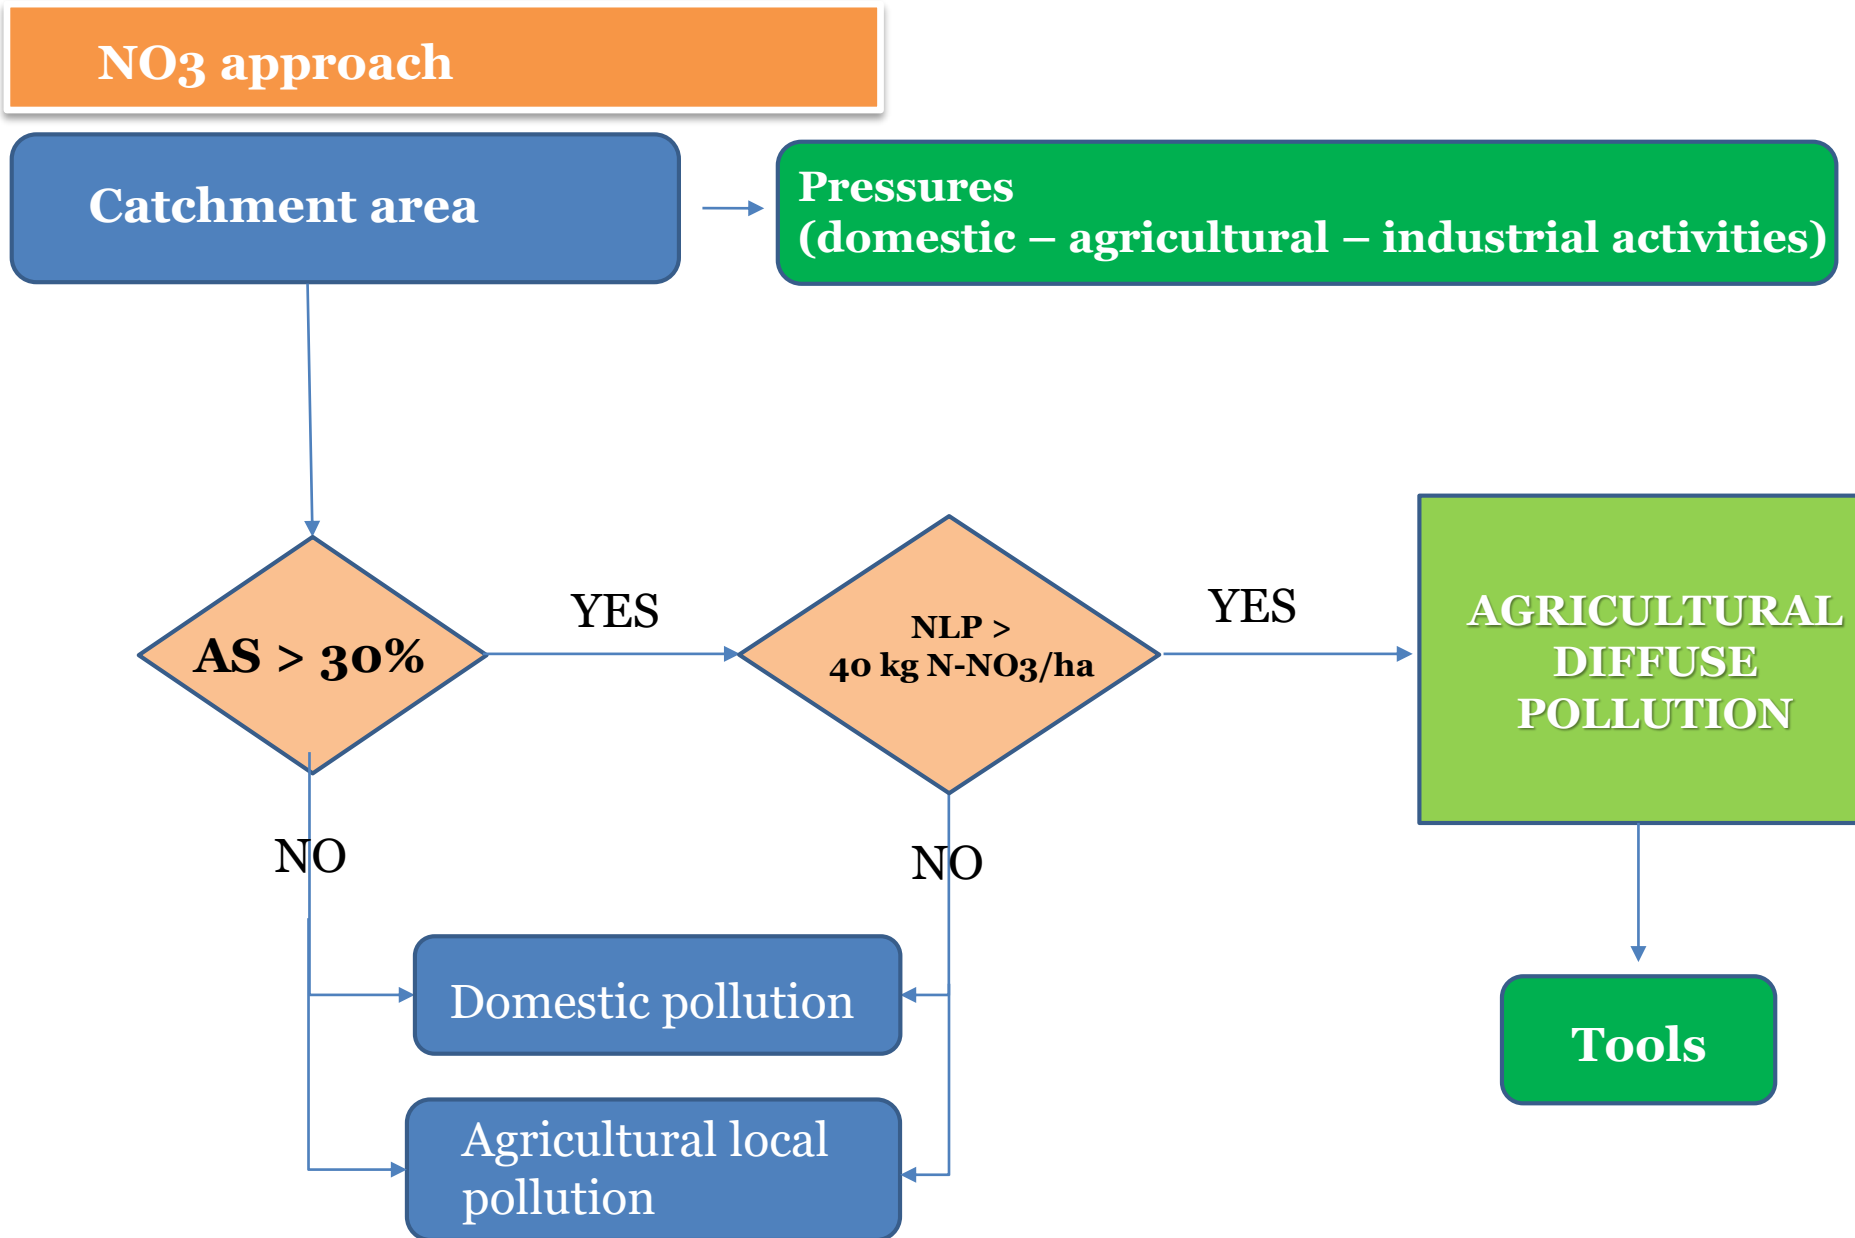 NO3 approach
Catchment area
Pressures
(domestic – agricultural – industrial activities)
AS > 30%
YES
NLP >
40 kg N-NO3/ha
YES
AGRICULTURAL
DIFFUSE
POLLUTION
NO
NO
Domestic pollution
Agricultural local
pollution
Tools